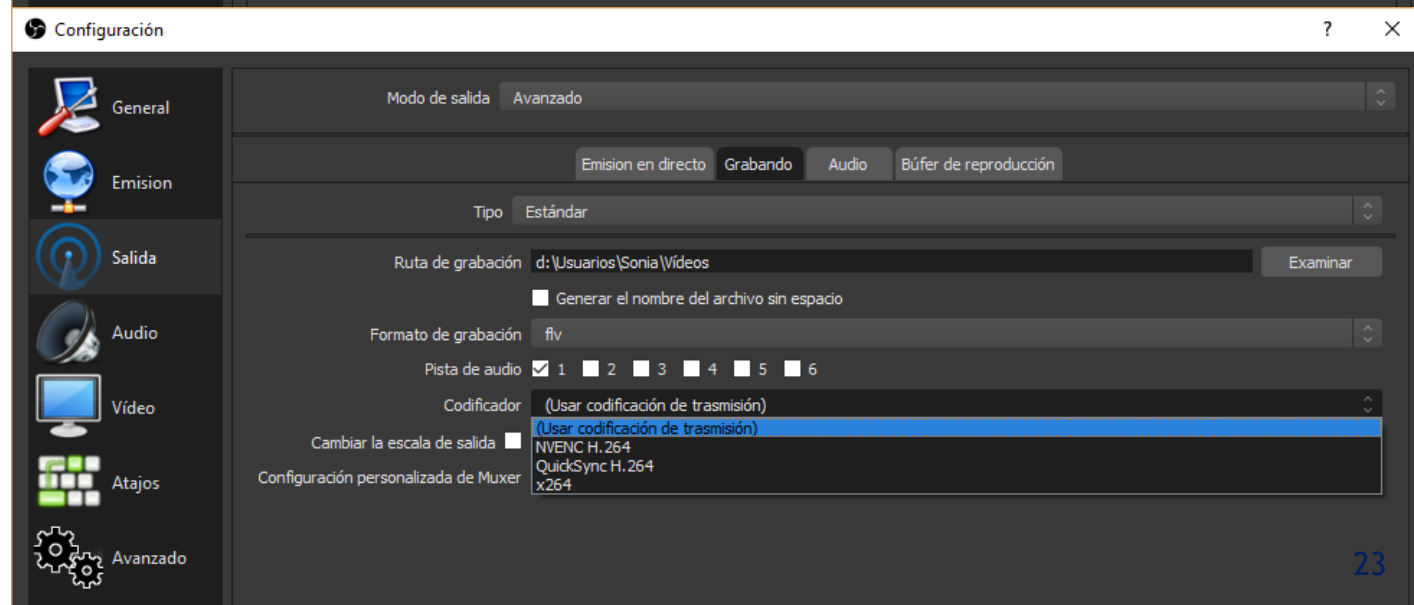 Configuración ?
General
Emision
Salida
Audio
Vídeo
Atajos
Avanzado
Modo de salida Avanzado
Emision en directo Grabando Audio Búfer de reproducción
Tipo Estándar
Ruta de grabación d:\Usuarios\Sonia\Vídeos Examinar
Generar el nombre del archivo sin espacio
Formato de grabación flv
Pista de audio 1 2 3 4 5 6
Codificador (Usar codificación de trasmisión)
(Usar codificación de trasmisión)
Cambiar la escala de salida
NVENC H.264
QuickSync H.264
Configuración personalizada de Muxer
x264
23